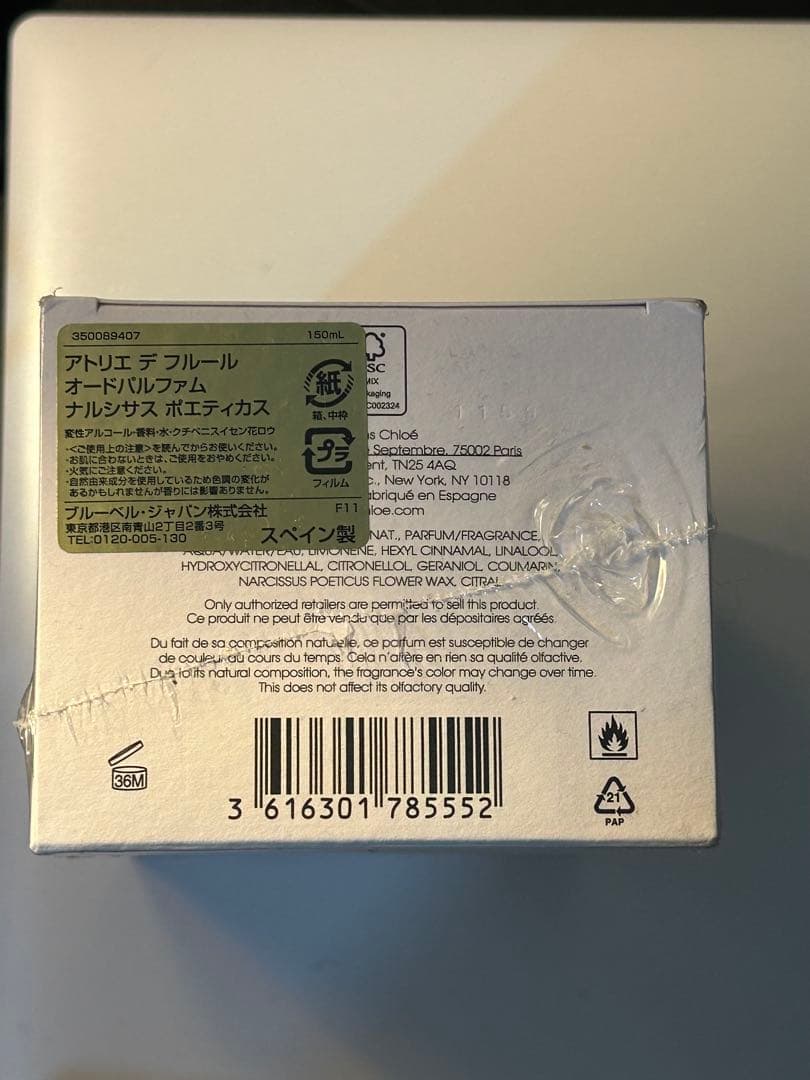 350089407 150mL
アトリエ デ フルール
オードパルファム
ナルシサス ポエティカス
紙
箱、中枠
変性アルコール・香料・水・クチベニスイセン花ロウ
・<ご使用上の注意>を読んでからお使いください。
・お肌に合わないときは、ご使用をおやめください。
・火気にご注意ください。
・自然由来成分を使用しているため色調の変化が
あるかもしれませんが香りには影響ありません。
プラ
フィルム
ブルーベル・ジャパン株式会社 F11
東京都港区南青山2丁目2番3号
TEL:0120-005-130 スペイン製
SC
MIX
kaging
C002324
ms Chloé
Septembre, 75002 Paris
ent, TN25 4AQ
c., New York, NY 10118
abriqué en Espagne
hloe.com
NAT., PARFUM/FRAGRANCE,
AQUA/WATER/EAU, LIMONENE, HEXYL CINNAMAL, LINALOOL,
HYDROXYCITRONELLAL, CITRONELLOL, GERANIOL, COUMARIN,
NARCISSUS POETICUS FLOWER WAX, CITRAL
Only authorized retailers are permitted to sell this product.
Ce produit ne peut être vendu que par les dépositaires agréés.
Du fait de sa composition naturelle, ce parfum est susceptible de changer
de couleur au cours du temps. Cela n'altère en rien sa qualité olfactive.
Due to its natural composition, the fragrance's color may change over time.
This does not affect its olfactory quality.
36M
3 616301 785552
21
PAP